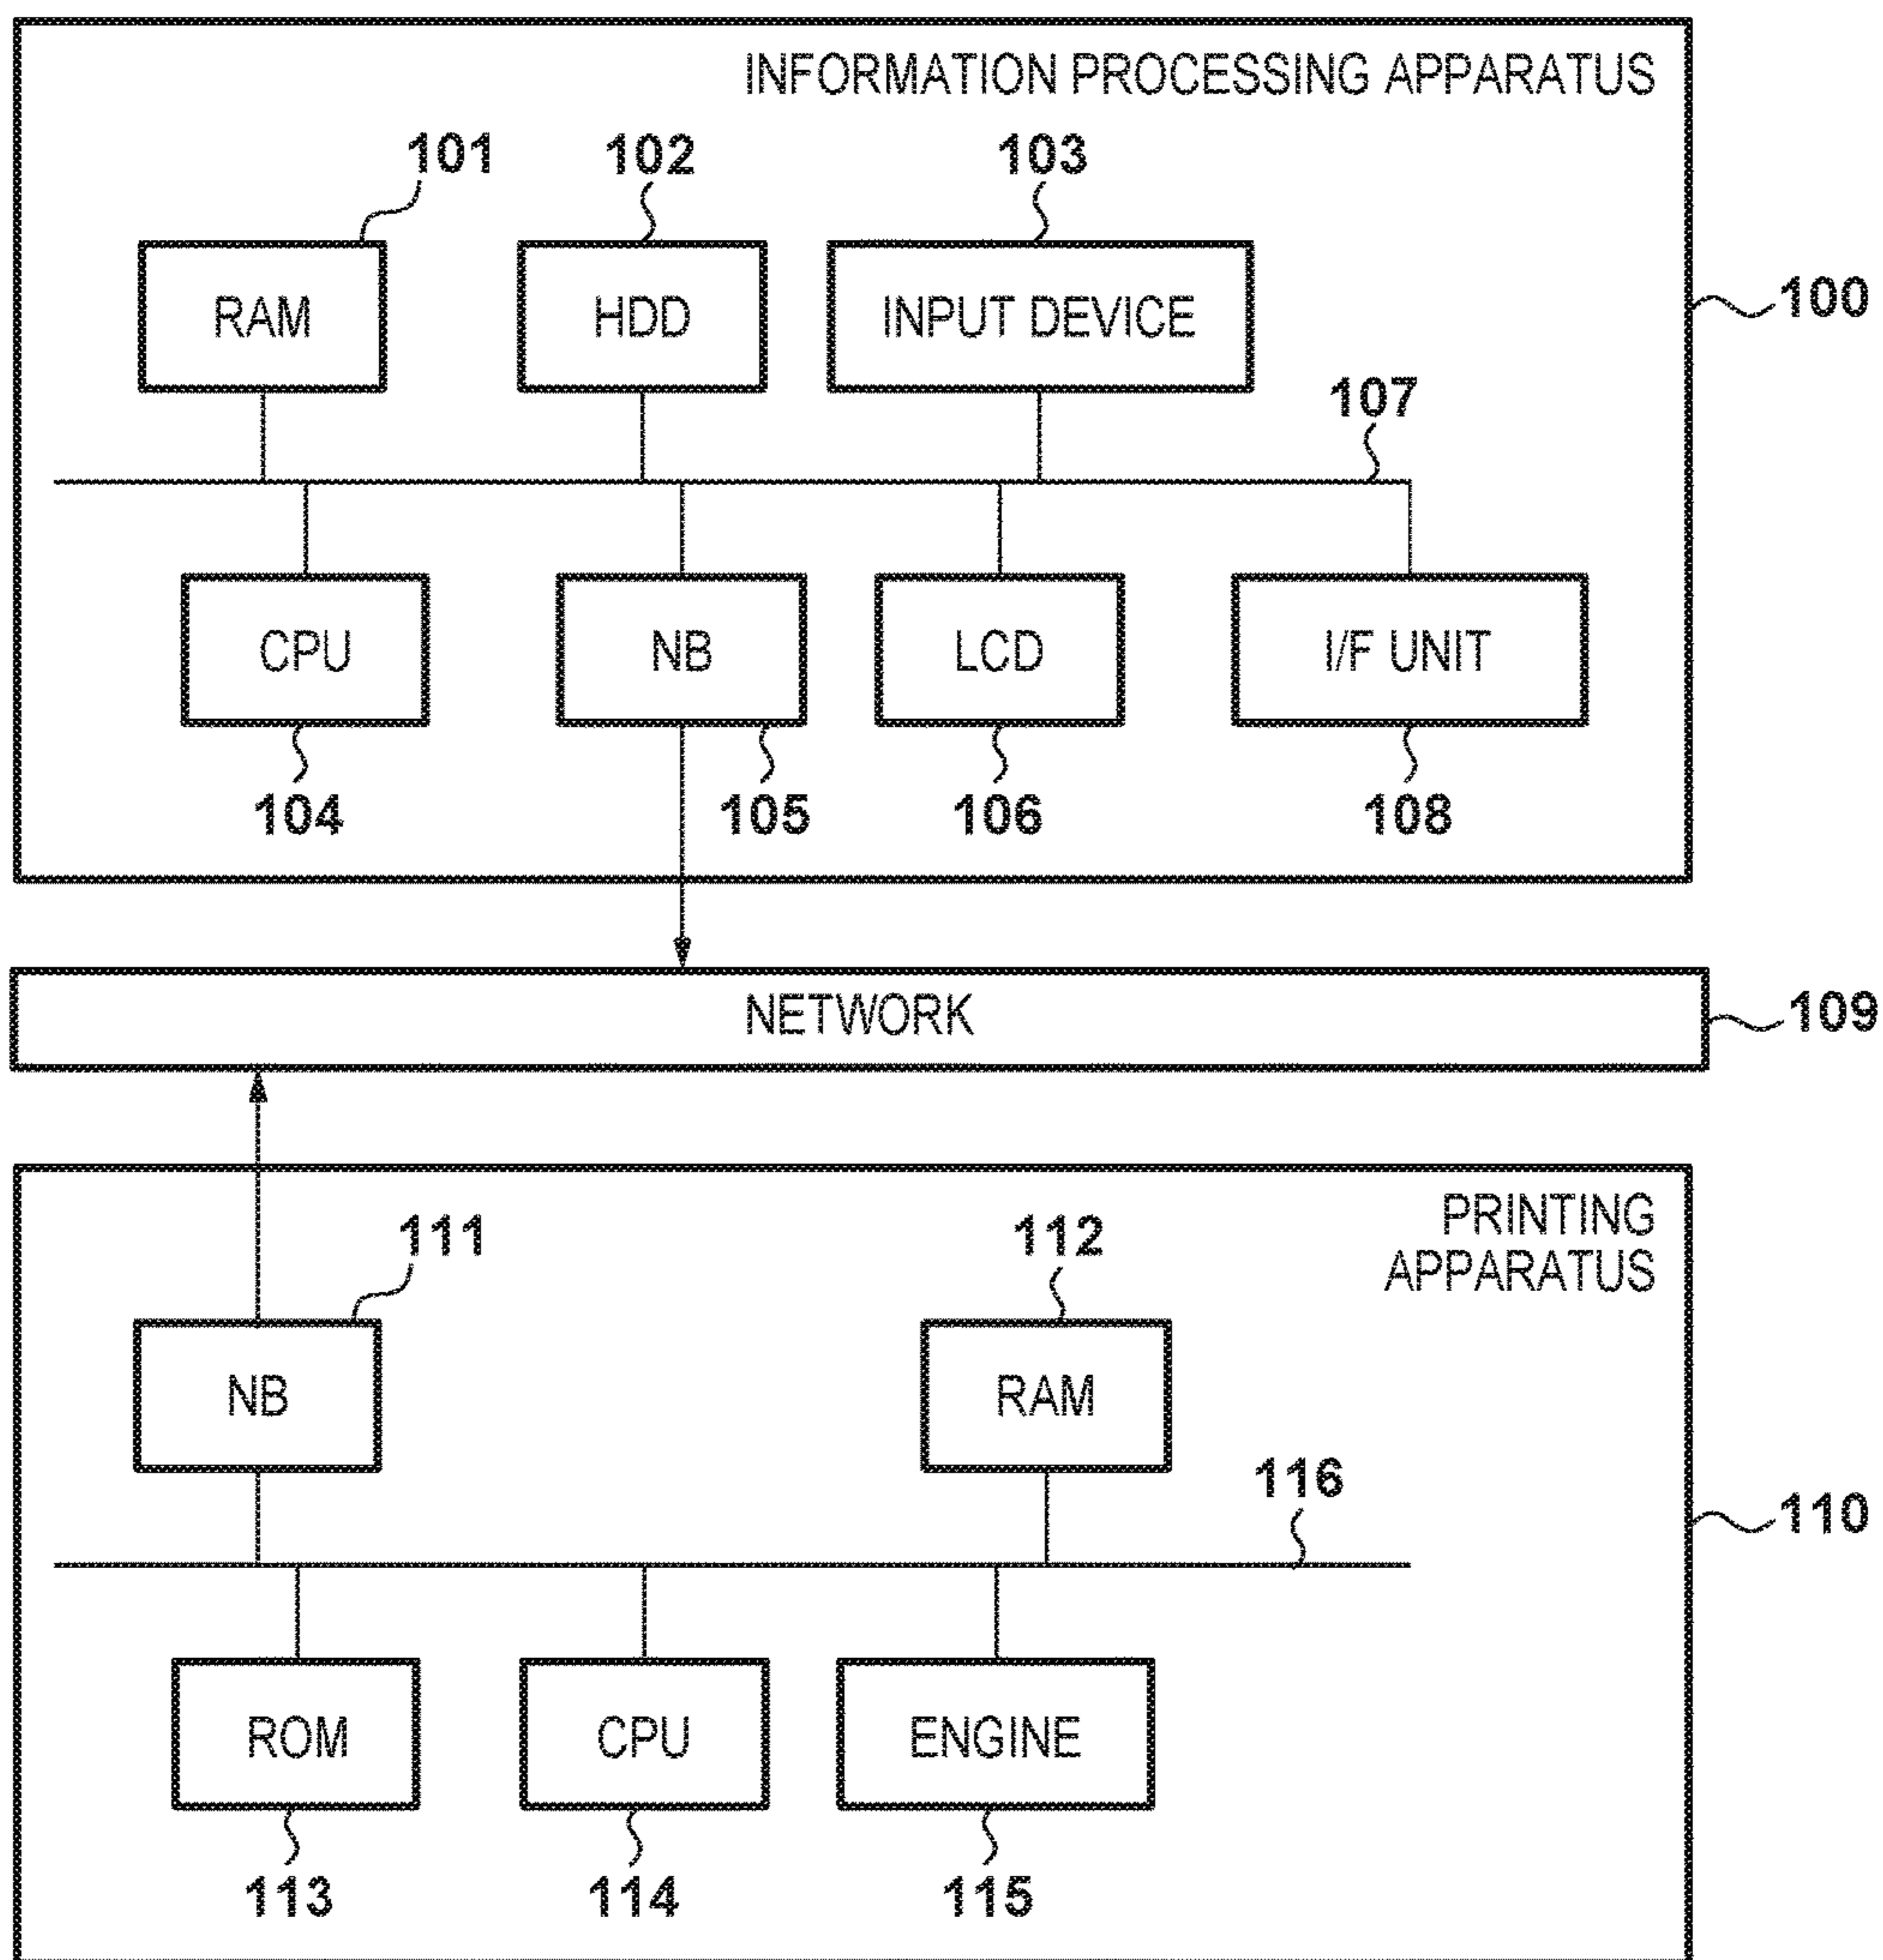 INFORMATION PROCESSING APPARATUS
101
102
103
RAM
HDD
INPUT DEVICE
100
107
CPU
NB
LCD
I/F UNIT
104
105
106
108
NETWORK
109
PRINTING
APPARATUS
111
112
NB
RAM
116
110
ROM
CPU
ENGINE
113
114
115